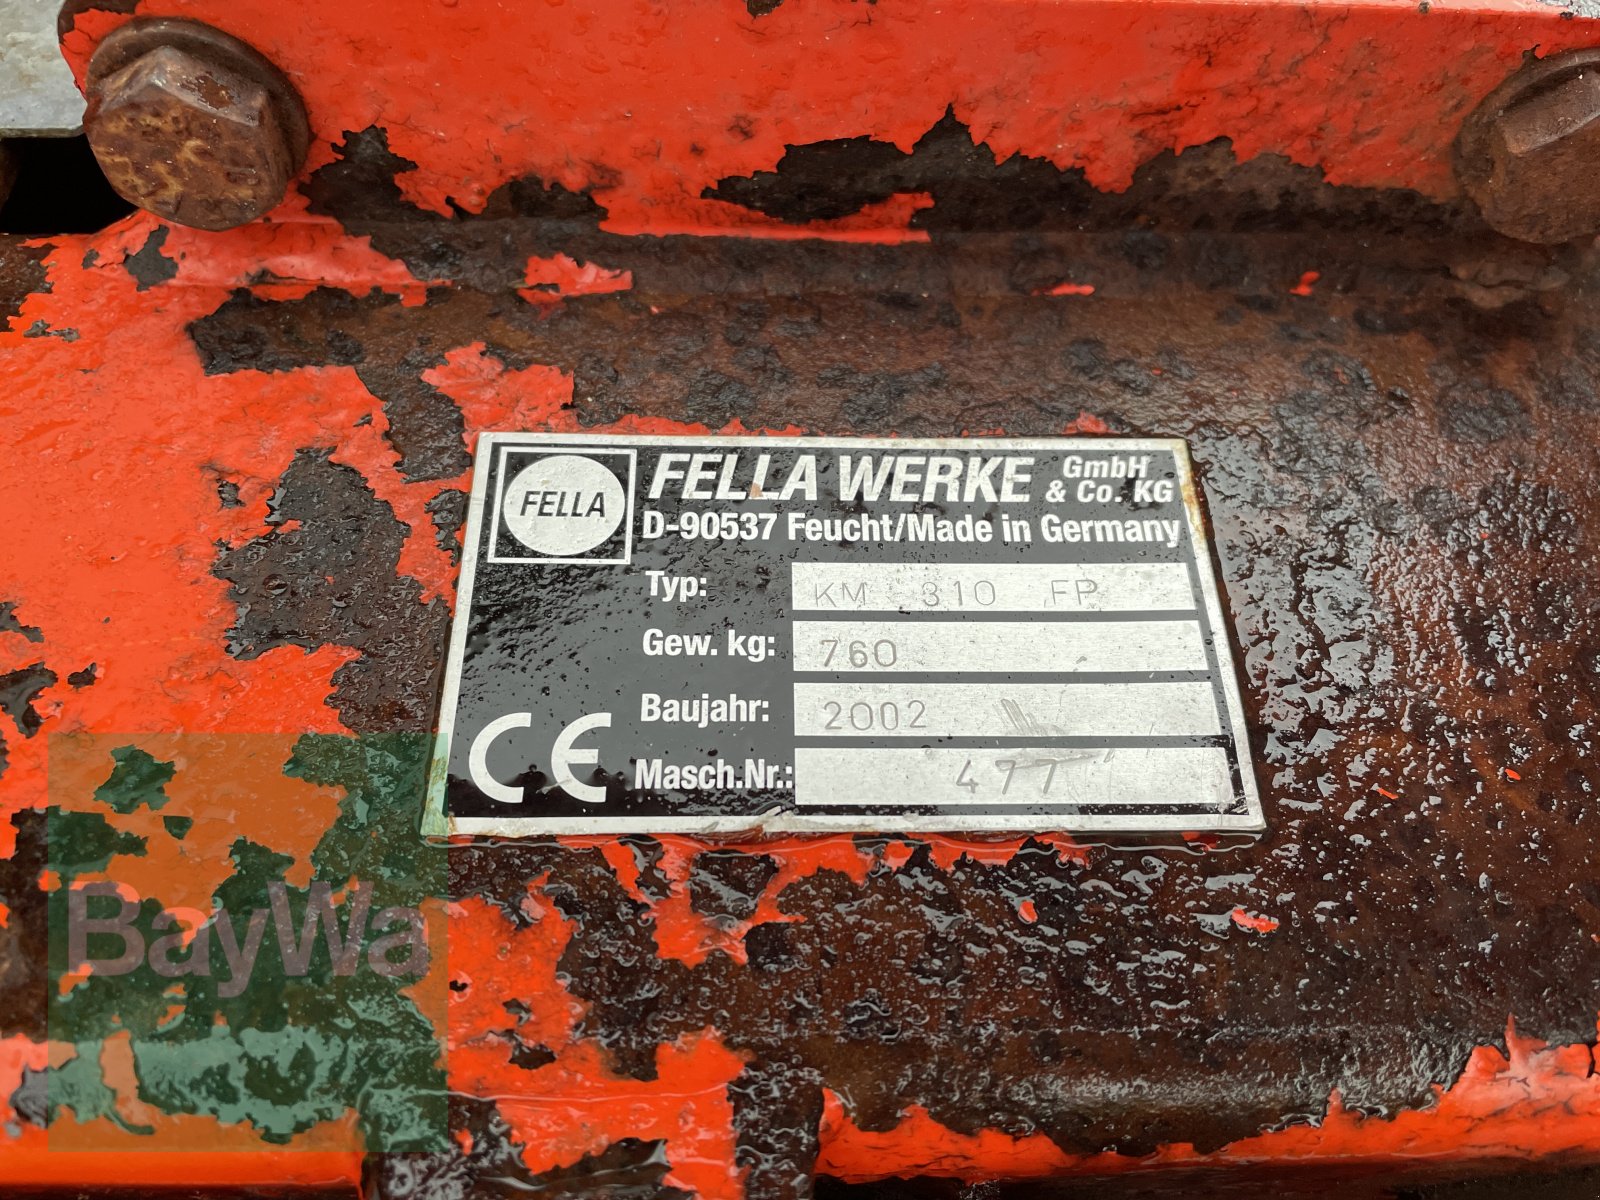 FELLA
FELLA WERKE GmbH & Co. KG
D-90537 Feucht/Made in Germany
Typ: KM 310 FP
Gew. kg: 760
Baujahr: 2002
CE Masch.Nr.: 477
BayWa